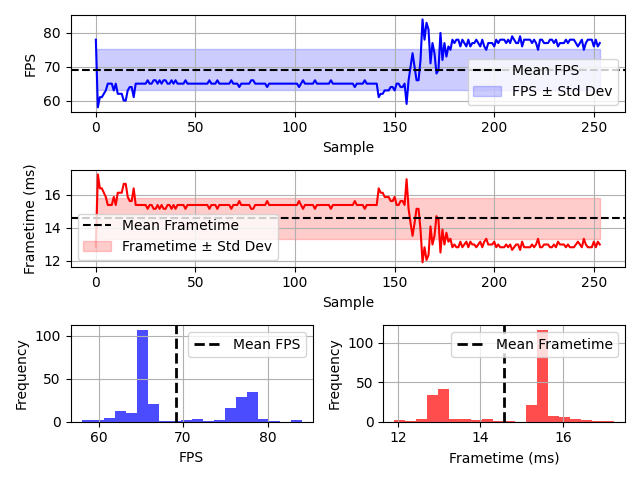 80
70
60
FPS
Mean FPS
FPS ± Std Dev
0
50
100
150
200
250
Sample
16
14
12
Frametime (ms)
Mean Frametime
Frametime ± Std Dev
0
50
100
150
200
250
Sample
100
50
0
Frequency
Mean FPS
60
70
80
FPS
100
50
0
Frequency
Mean Frametime
12
14
16
Frametime (ms)